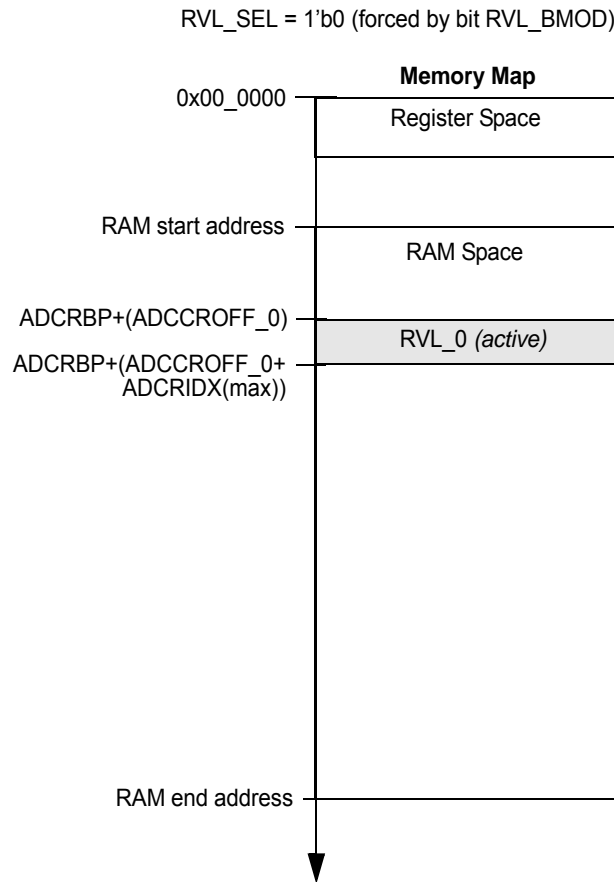 RVL_SEL = 1'b0 (forced by bit RVL_BMOD)
Memory Map
0x00_0000
Register Space
RAM start address
RAM Space
ADCRBP+(ADCCROFF_0)
RVL_0 (active)
ADCRBP+(ADCCROFF_0+
ADCRIDX(max))
RAM end address